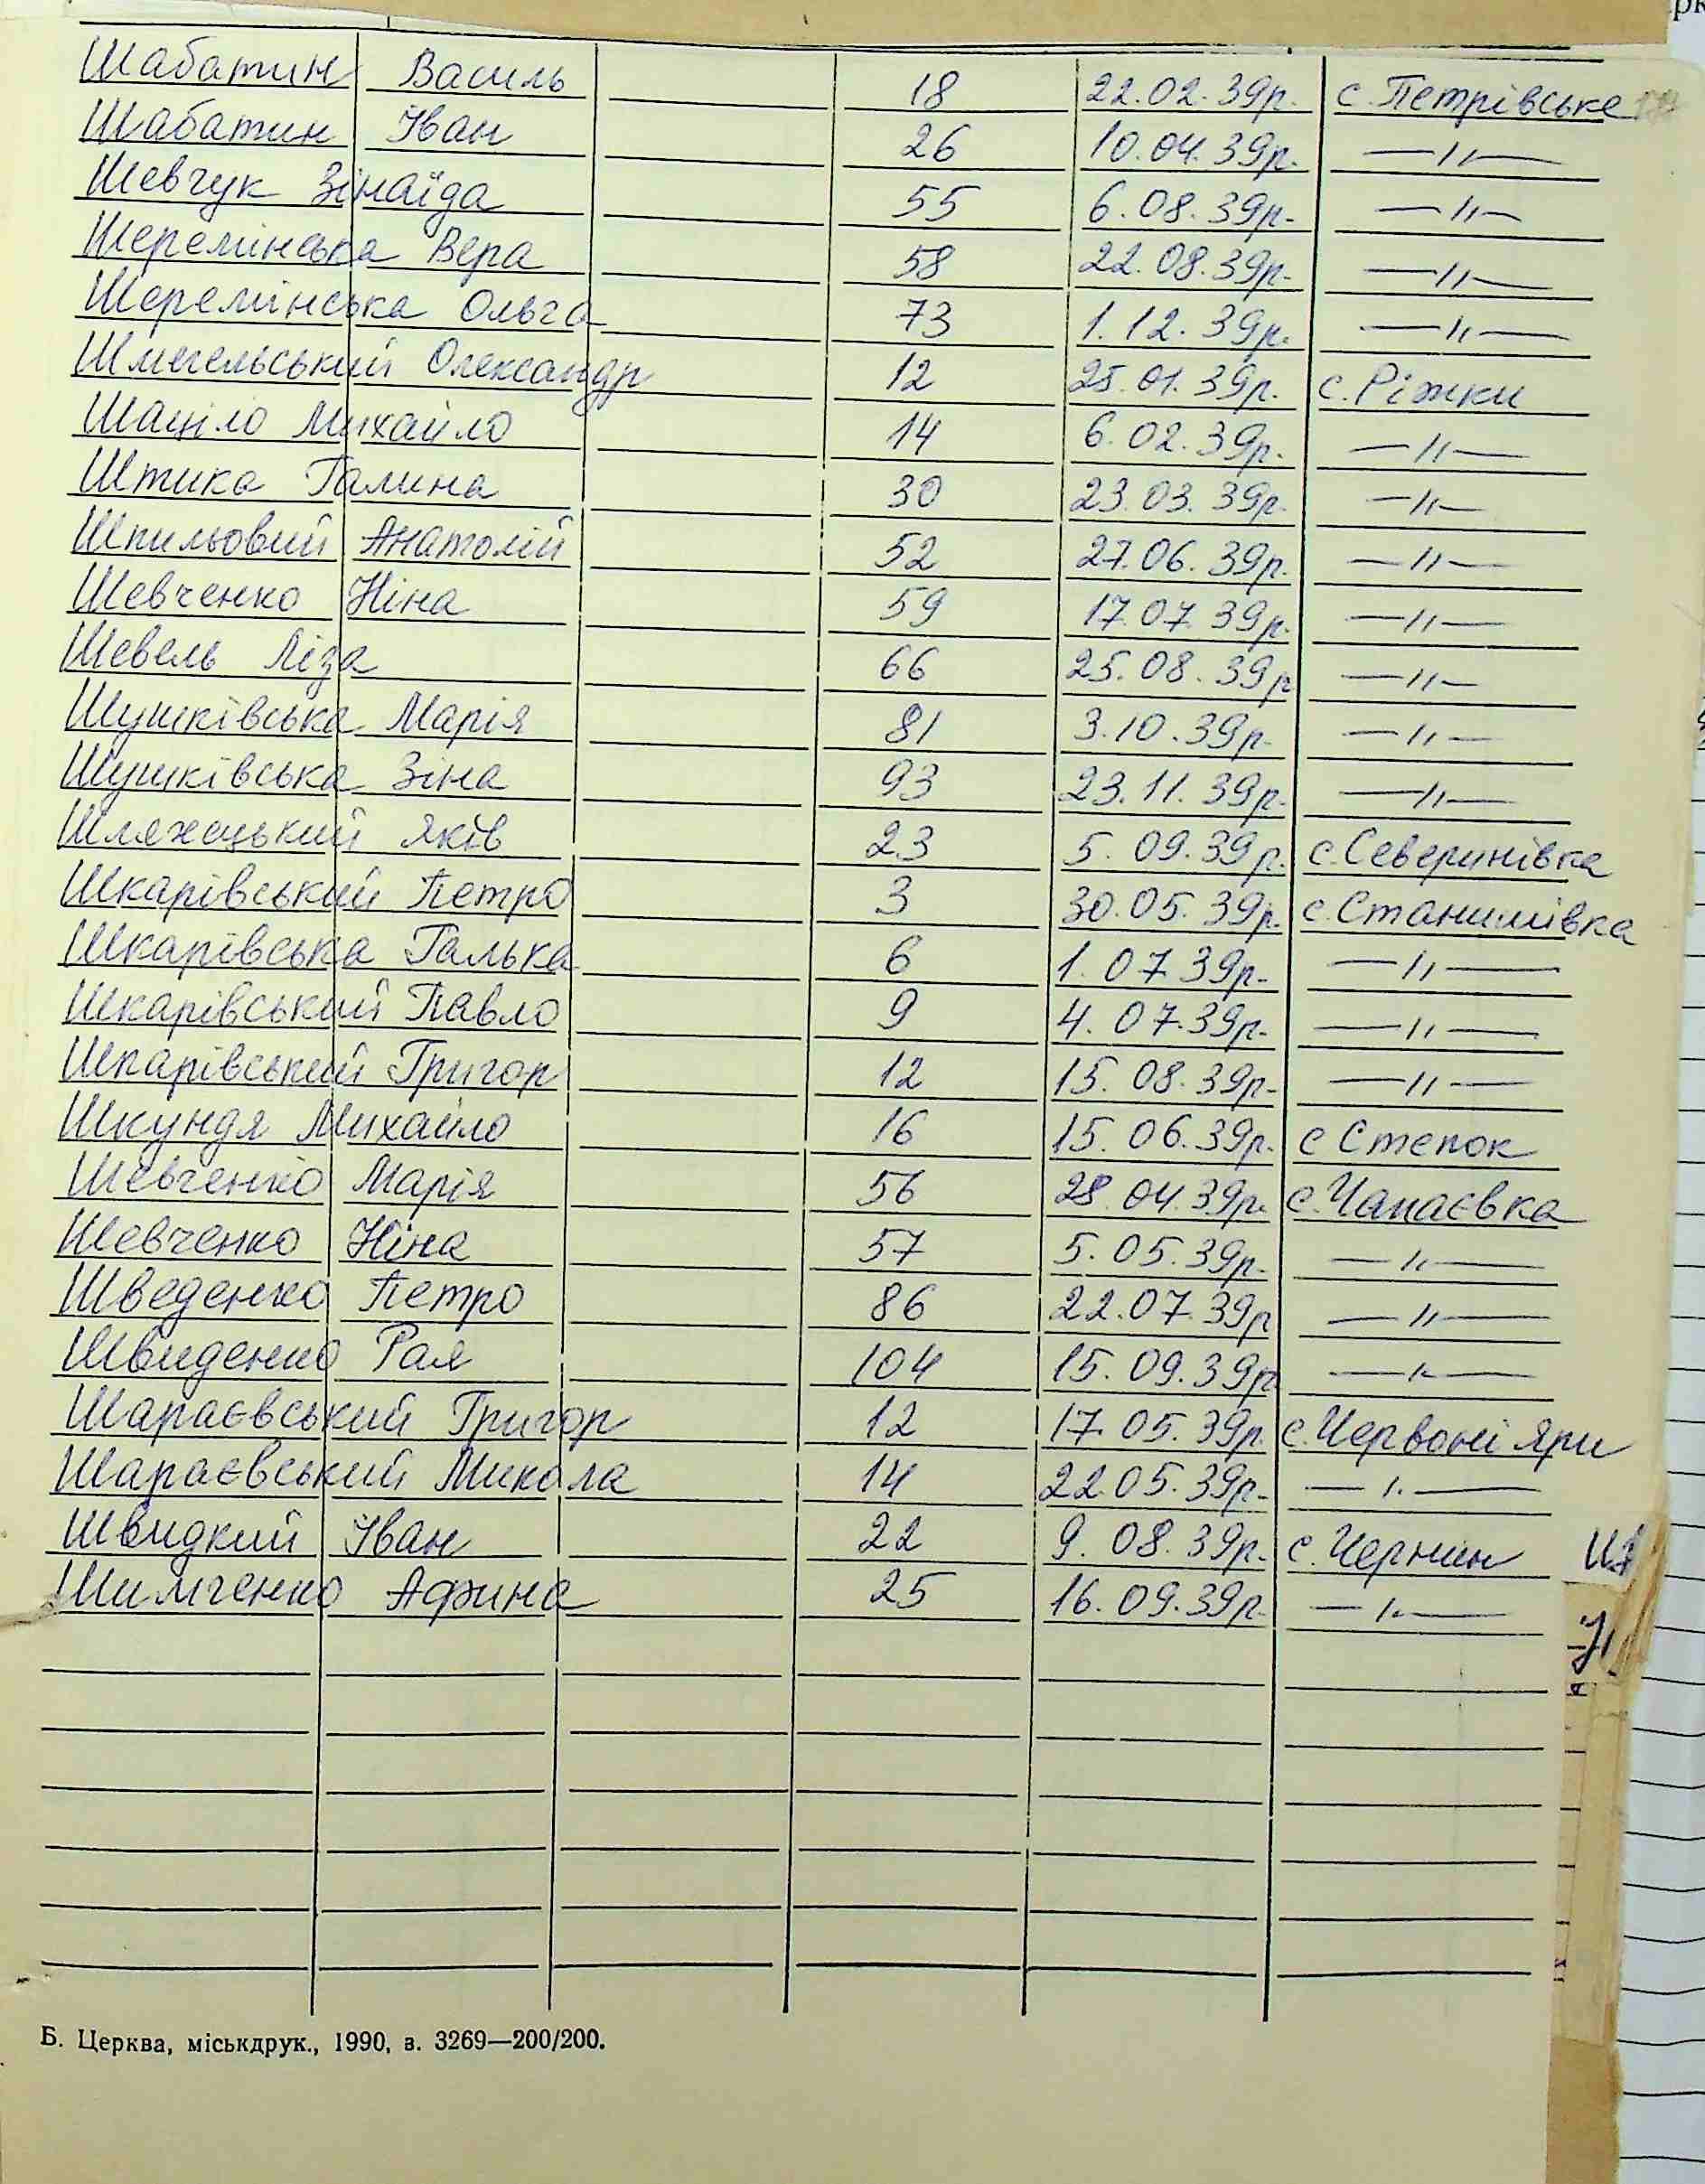 Шабатин Василь 18 22.02.39р. с. Петрівське
Шабатин Іван 26 10.04.39р. —〃—
Шевчук Зінаїда 55 6.08.39р. —〃—
Шеремінська Вера 58 22.08.39р. —〃—
Шеремінська Ольга 73 1.12.39р. —〃—
Шмигельський Олександр 12 25.01.39р. с. Ріжки
Шаціло Михайло 14 6.02.39р. —〃—
Штика Галина 30 23.03.39р. —〃—
Шпильовий Анатолій 52 27.06.39р. —〃—
Шевченко Ніна 59 17.07.39р. —〃—
Шевель Ліза 66 25.08.39р —〃—
Шушківська Марія 81 3.10.39р. —〃—
Шушківська Зіна 93 23.11.39р. —〃—
Шляхецький Яків 23 5.09.39р. с. Северинівка
Шкарівський Петро 3 30.05.39р. с. Станишівка
Шкарівська Галька 6 1.07.39р. —〃—
Шкарівський Павло 9 4.07.39р. —〃—
Шкарівський Григор 12 15.08.39р. —〃—
Шкундя Михайло 16 15.06.39р. с Степок
Шевченко Марія 56 28.04.39р. с. Чапаєвка
Шевченко Ніна 57 5.05.39р. —〃—
Шведенко Петро 86 22.07.39р —〃—
Швиденко Рая 104 15.09.39р —〃—
Шараєвський Григор 12 17.05.39р. с. Червоні Яри
Шараєвський Микола 14 22.05.39р. —〃—
Швидкий Іван 22 9.08.39р. с. Чернин
Шимченко Афина 25 16.09.39р. —〃—
Б. Церква, міськдрук., 1990, з. 3269—200/200.